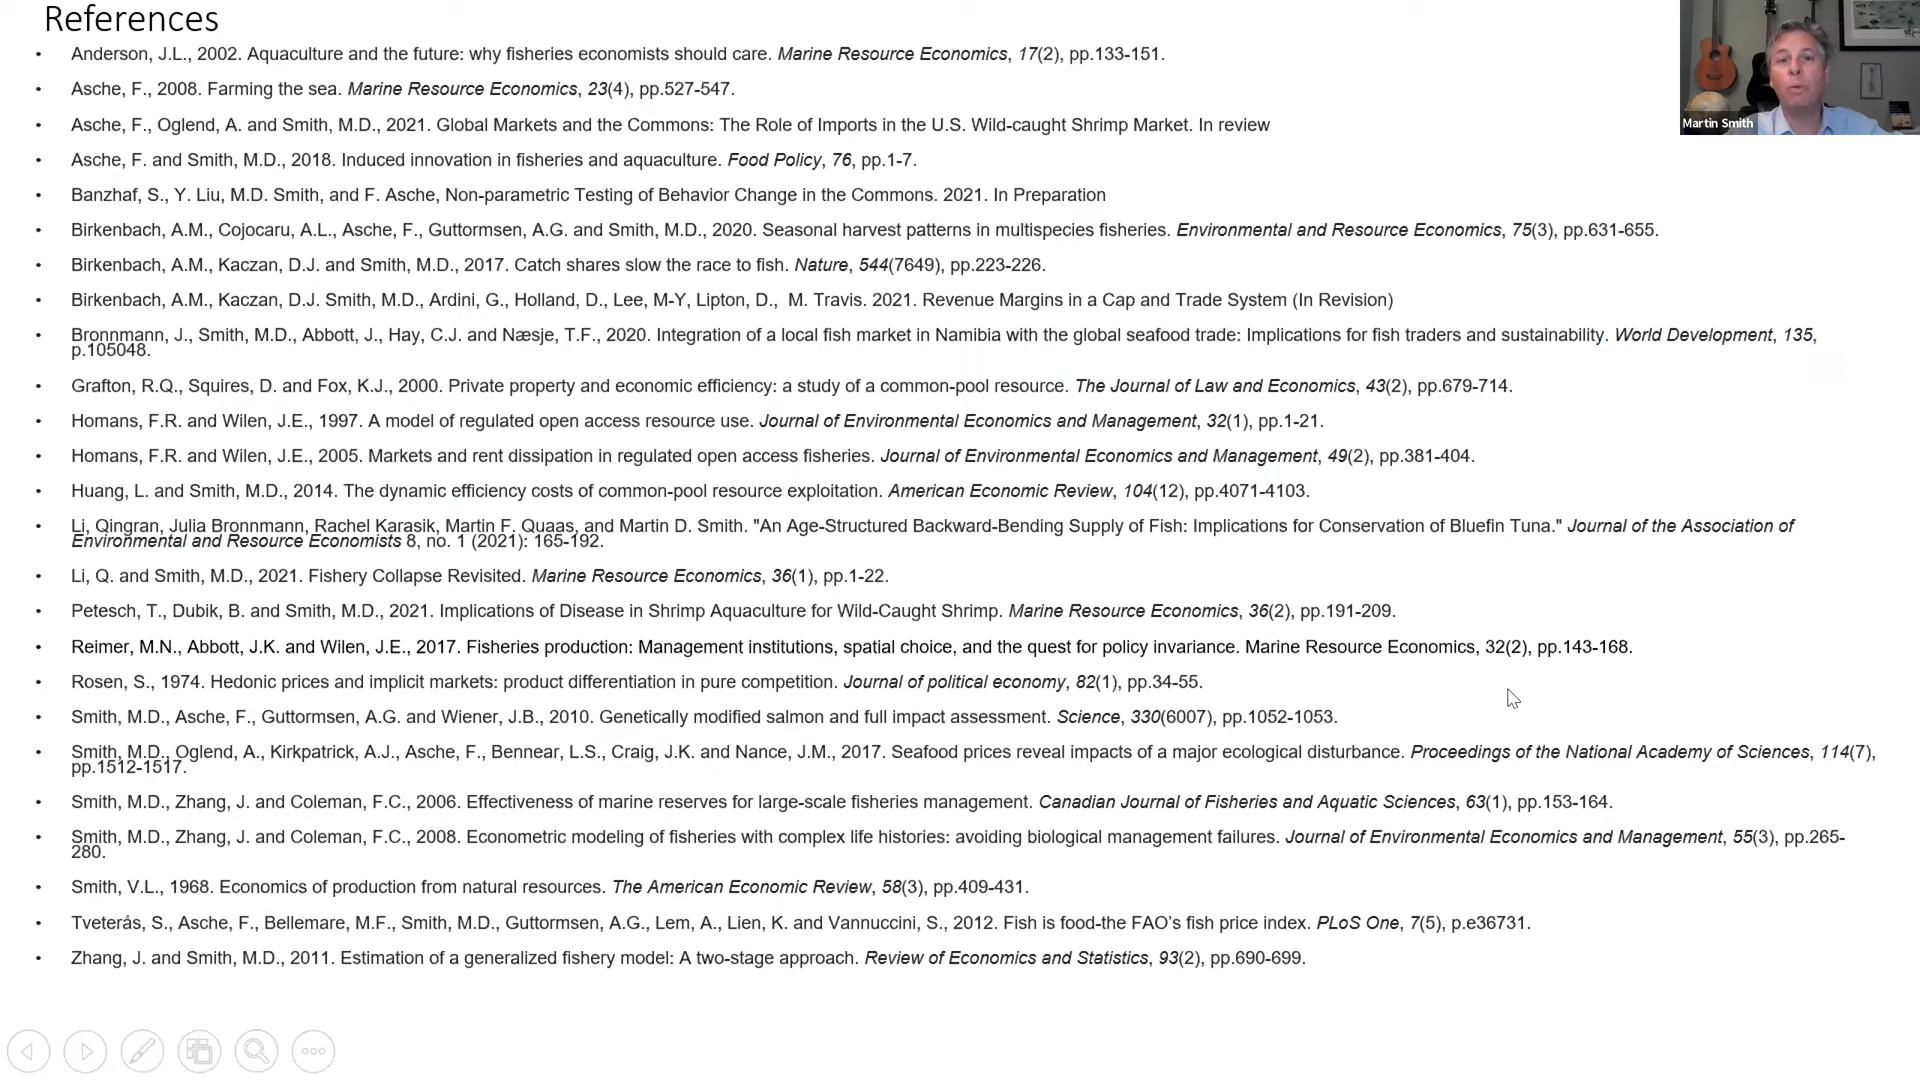 References
• Anderson, J.L., 2002. Aquaculture and the future: why fisheries economists should care. Marine Resource Economics, 17(2), pp.133-151.
• Asche, F., 2008. Farming the sea. Marine Resource Economics, 23(4), pp.527-547.
Martin Smith
• Asche, F., Oglend, A. and Smith, M.D., 2021. Global Markets and the Commons: The Role of Imports in the U.S. Wild-caught Shrimp Market. In review
• Asche, F. and Smith, M.D., 2018. Induced innovation in fisheries and aquaculture. Food Policy, 76, pp.1-7.
• Banzhaf, S., Y. Liu, M.D. Smith, and F. Asche, Non-parametric Testing of Behavior Change in the Commons. 2021. In Preparation
• Birkenbach, A.M., Cojocaru, A.L., Asche, F., Guttormsen, A.G. and Smith, M.D., 2020. Seasonal harvest patterns in multispecies fisheries. Environmental and Resource Economics, 75(3), pp.631-655.
• Birkenbach, A.M., Kaczan, D.J. and Smith, M.D., 2017. Catch shares slow the race to fish. Nature, 544(7649), pp.223-226.
• Birkenbach, A.M., Kaczan, D.J. Smith, M.D., Ardini, G., Holland, D., Lee, M-Y, Lipton, D., M. Travis. 2021. Revenue Margins in a Cap and Trade System (In Revision)
• Bronnmann, J., Smith, M.D., Abbott, J., Hay, C.J. and Næsje, T.F., 2020. Integration of a local fish market in Namibia with the global seafood trade: Implications for fish traders and sustainability. World Development, 135,
p.105048.
• Grafton, R.Q., Squires, D. and Fox, K.J., 2000. Private property and economic efficiency: a study of a common-pool resource. The Journal of Law and Economics, 43(2), pp.679-714.
• Homans, F.R. and Wilen, J.E., 1997. A model of regulated open access resource use. Journal of Environmental Economics and Management, 32(1), pp.1-21.
• Homans, F.R. and Wilen, J.E., 2005. Markets and rent dissipation in regulated open access fisheries. Journal of Environmental Economics and Management, 49(2), pp.381-404.
• Huang, L. and Smith, M.D., 2014. The dynamic efficiency costs of common-pool resource exploitation. American Economic Review, 104(12), pp.4071-4103.
• Li, Qingran, Julia Bronnmann, Rachel Karasik, Martin F. Quaas, and Martin D. Smith. "An Age-Structured Backward-Bending Supply of Fish: Implications for Conservation of Bluefin Tuna." Journal of the Association of
Environmental and Resource Economists 8, no. 1 (2021): 165-192.
• Li, Q. and Smith, M.D., 2021. Fishery Collapse Revisited. Marine Resource Economics, 36(1), pp.1-22.
• Petesch, T., Dubik, B. and Smith, M.D., 2021. Implications of Disease in Shrimp Aquaculture for Wild-Caught Shrimp. Marine Resource Economics, 36(2), pp.191-209.
• Reimer, M.N., Abbott, J.K. and Wilen, J.E., 2017. Fisheries production: Management institutions, spatial choice, and the quest for policy invariance. Marine Resource Economics, 32(2), pp.143-168.
• Rosen, S., 1974. Hedonic prices and implicit markets: product differentiation in pure competition. Journal of political economy, 82(1), pp.34-55.
• Smith, M.D., Asche, F., Guttormsen, A.G. and Wiener, J.B., 2010. Genetically modified salmon and full impact assessment. Science, 330(6007), pp.1052-1053.
• Smith, M.D., Oglend, A., Kirkpatrick, A.J., Asche, F., Bennear, L.S., Craig, J.K. and Nance, J.M., 2017. Seafood prices reveal impacts of a major ecological disturbance. Proceedings of the National Academy of Sciences, 114(7),
pp.1512-1517.
• Smith, M.D., Zhang, J. and Coleman, F.C., 2006. Effectiveness of marine reserves for large-scale fisheries management. Canadian Journal of Fisheries and Aquatic Sciences, 63(1), pp.153-164.
• Smith, M.D., Zhang, J. and Coleman, F.C., 2008. Econometric modeling of fisheries with complex life histories: avoiding biological management failures. Journal of Environmental Economics and Management, 55(3), pp.265-
280.
• Smith, V.L., 1968. Economics of production from natural resources. The American Economic Review, 58(3), pp.409-431.
• Tveterås, S., Asche, F., Bellemare, M.F., Smith, M.D., Guttormsen, A.G., Lem, A., Lien, K. and Vannuccini, S., 2012. Fish is food-the FAO’s fish price index. PLoS One, 7(5), p.e36731.
• Zhang, J. and Smith, M.D., 2011. Estimation of a generalized fishery model: A two-stage approach. Review of Economics and Statistics, 93(2), pp.690-699.